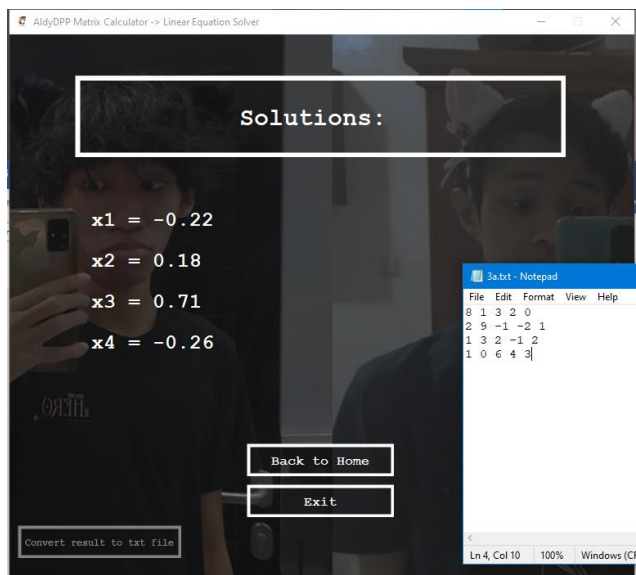 AldyDPP Matrix Calculator -> Linear Equation Solver
Solutions:
x1 = -0.22
x2 = 0.18
x3 = 0.71
x4 = -0.26
HERO
Back to Home
Exit
Convert result to txt file
3a.txt - Notepad
File Edit Format View Help
8 1 3 2 0
2 9 -1 -2 1
1 3 2 -1 2
1 0 6 4 3
Ln 4, Col 10 100% Windows (CR